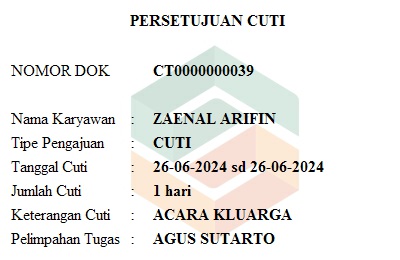 PERSETUJUAN CUTI
NOMOR DOK CT0000000039
Nama Karyawan : ZAENAL ARIFIN
Tipe Pengajuan : CUTI
Tanggal Cuti : 26-06-2024 sd 26-06-2024
Jumlah Cuti : 1 hari
Keterangan Cuti : ACARA KLUARGA
Pelimpahan Tugas : AGUS SUTARTO